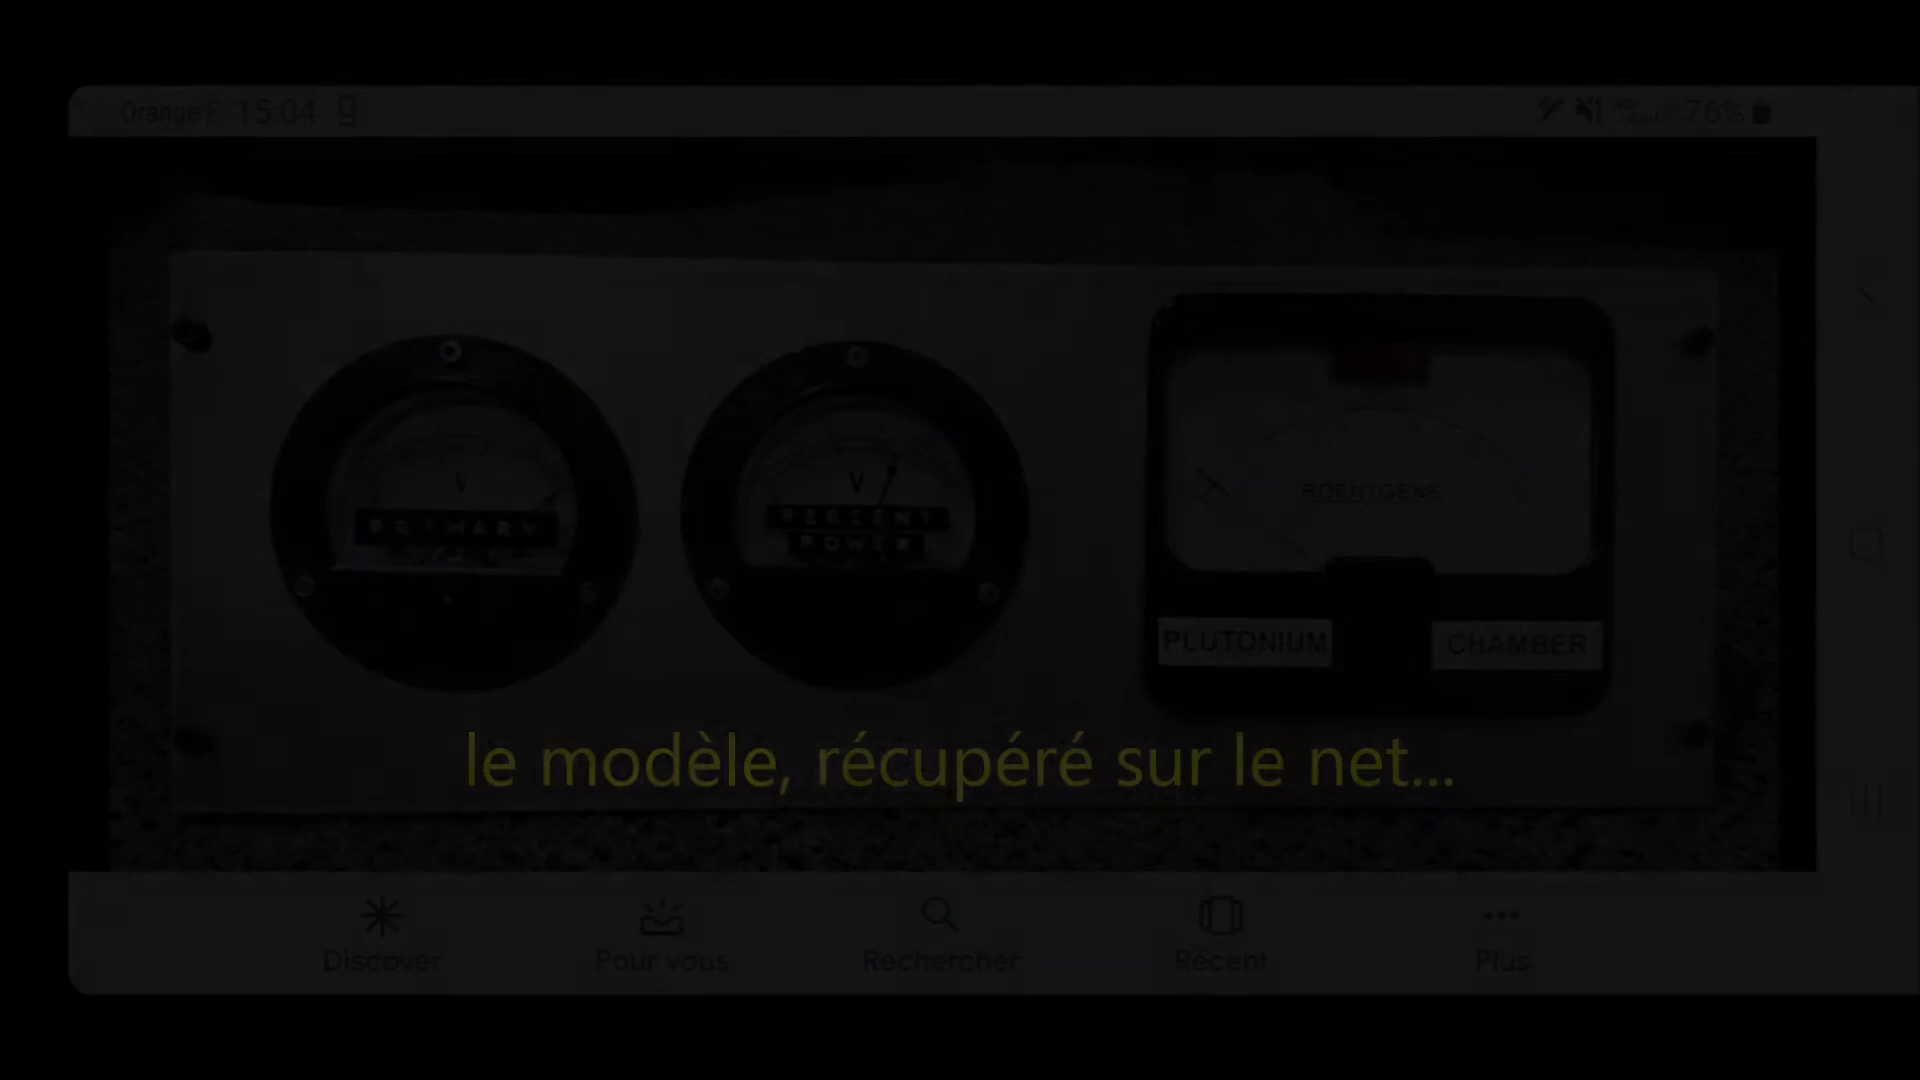 Orange F 15:04
76%
V
PRIMARY
V
PERCENT
POWER
ROENTGENS
PLUTONIUM
CHAMBER
le modèle, récupéré sur le net...
Discover
Pour vous
Rechercher
Récent
Plus